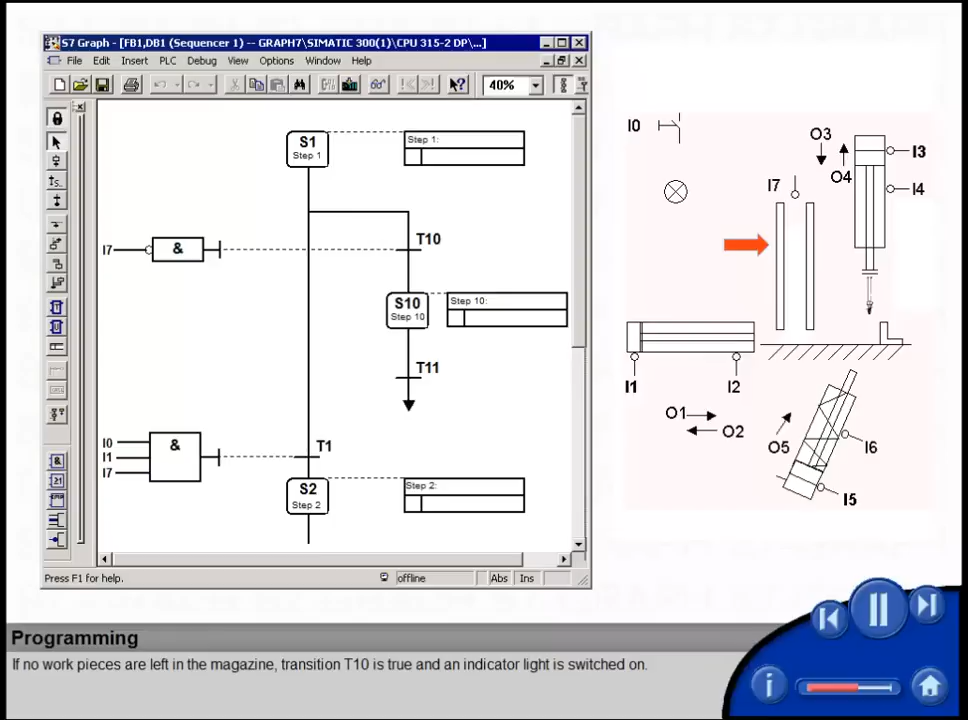 S7 Graph - [FB1,DB1 (Sequencer 1) -- GRAPH7\SIMATIC 300(1)\CPU 315-2 DP\...]
File Edit Insert PLC Debug View Options Window Help
40%
S1
Step 1
Step 1:
I7
&
T10
S10
Step 10
Step 10:
T11
I0
I1
I7
&
T1
S2
Step 2
Step 2:
Press F1 for help.
offline
Abs
Ins
I0
O3
O4
I3
I4
I7
I1
I2
O1
O2
O5
I6
I5
Programming
If no work pieces are left in the magazine, transition T10 is true and an indicator light is switched on.
i